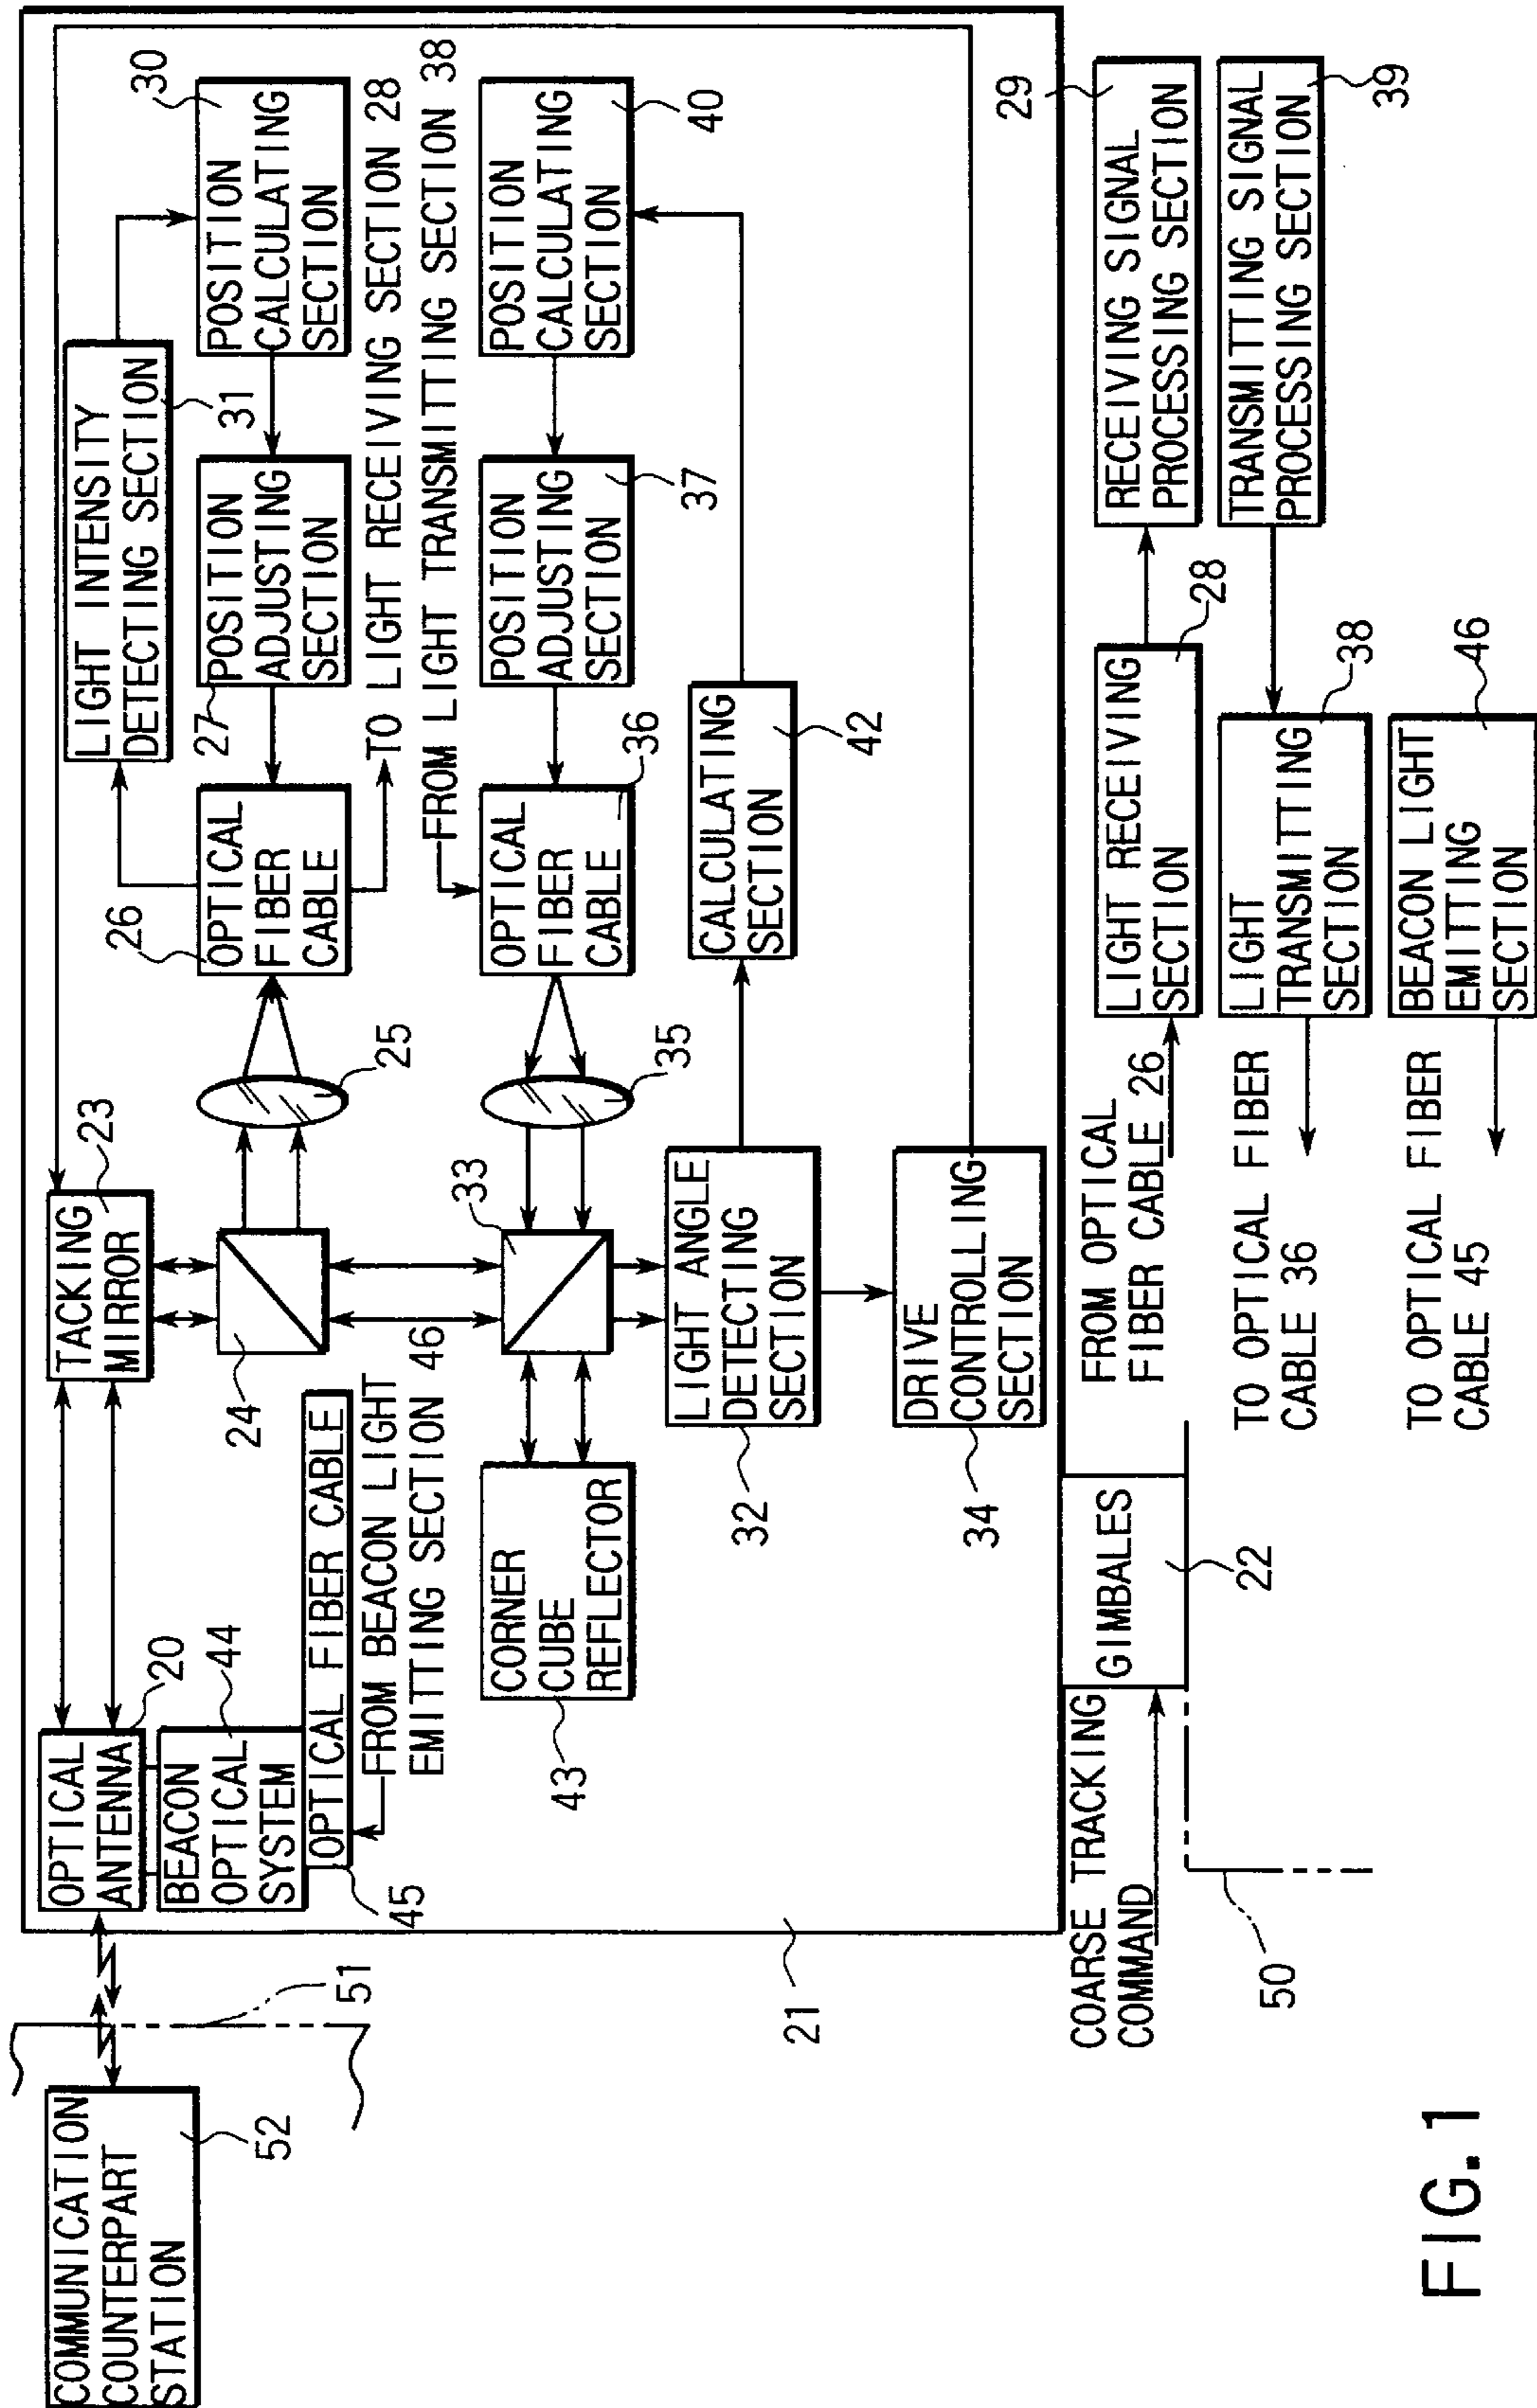 COMMUNICATION
COUNTERPART
STATION
52
51
OPTICAL
ANTENNA
20
BEACON
OPTICAL
SYSTEM
44
OPTICAL FIBER CABLE
45
FROM BEACON LIGHT
EMITTING SECTION 46
TACKING
MIRROR
23
24
25
OPTICAL
FIBER
CABLE
26
LIGHT INTENSITY
DETECTING SECTION
31
POSITION
ADJUSTING
SECTION
27
POSITION
CALCULATING
SECTION
30
TO LIGHT RECEIVING SECTION 28
FROM LIGHT TRANSMITTING SECTION 38
CORNER
CUBE
REFLECTOR
43
33
35
OPTICAL
FIBER
CABLE
36
POSITION
ADJUSTING
SECTION
37
POSITION
CALCULATING
SECTION
40
LIGHT ANGLE
DETECTING
SECTION
32
CALCULATING
SECTION
42
DRIVE
CONTROLLING
SECTION
34
21
COARSE TRACKING
COMMAND
GIMBALES
22
50
FROM OPTICAL
FIBER CABLE 26
LIGHT RECEIVING
SECTION
28
RECEIVING SIGNAL
PROCESSING SECTION
29
TO OPTICAL FIBER
CABLE 36
LIGHT
TRANSMITTING
SECTION
38
TRANSMITTING SIGNAL
PROCESSING SECTION
39
TO OPTICAL FIBER
CABLE 45
BEACON LIGHT
EMITTING
SECTION
46
FIG. 1